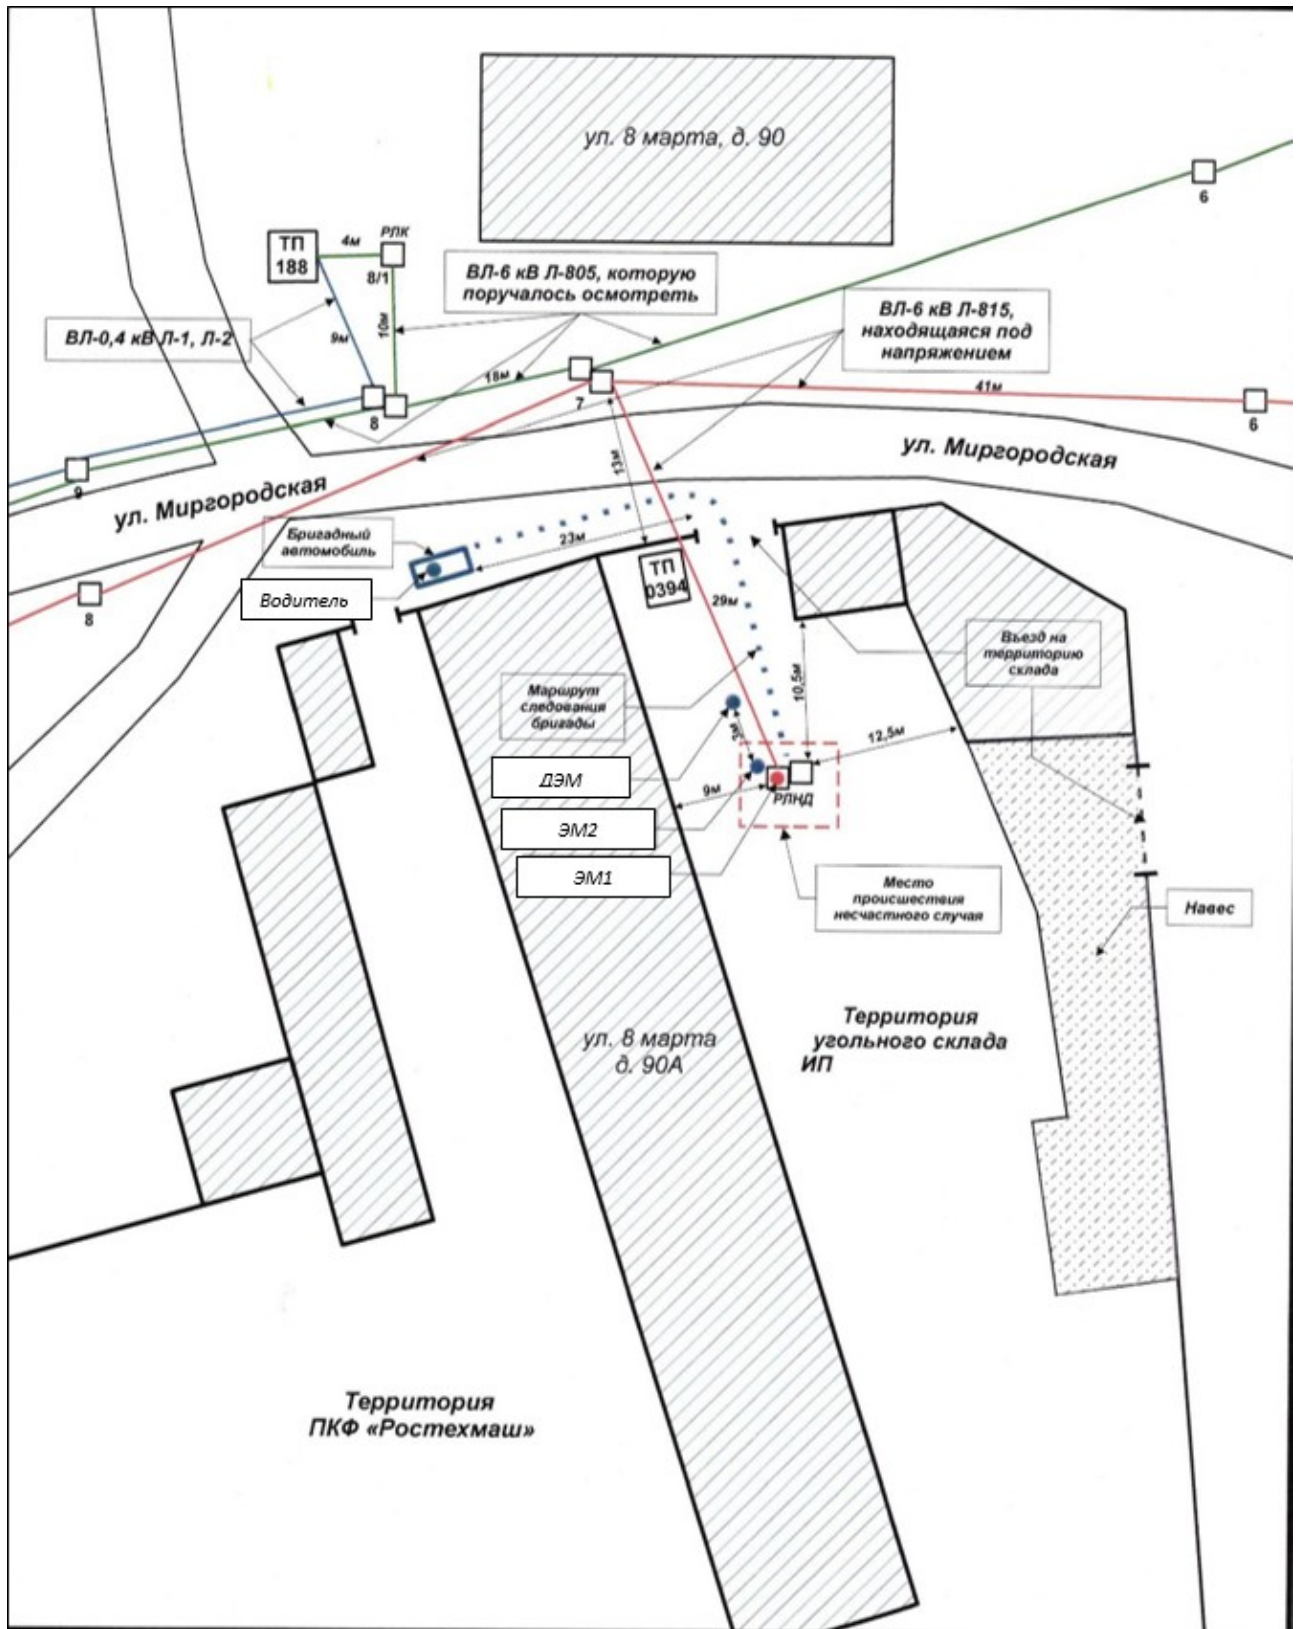 ул. 8 марта, д. 90
6
ТП
188
4м
РЛК
8/1
ВЛ-6 кВ Л-805, которую
поручалось осмотреть
ВЛ-6 кВ Л-815,
находящаяся под
напряжением
ВЛ-0,4 кВ Л-1, Л-2
9м
10м
18м
7
8
41м
6
9
ул. Миргородская
ул. Миргородская
13м
Бригадный
автомобиль
23м
Водитель
8
ТП
0394
29м
Въезд на
территорию
склада
Маршрут
следования
бригады
10,5м
3м
12,5м
ДЭМ
9м
РЛНД
ЭМ2
ЭМ1
Место
происшествия
несчастного случая
Навес
Территория
угольного склада
ИП
ул. 8 марта
д. 90А
Территория
ПКФ «Ростехмаш»